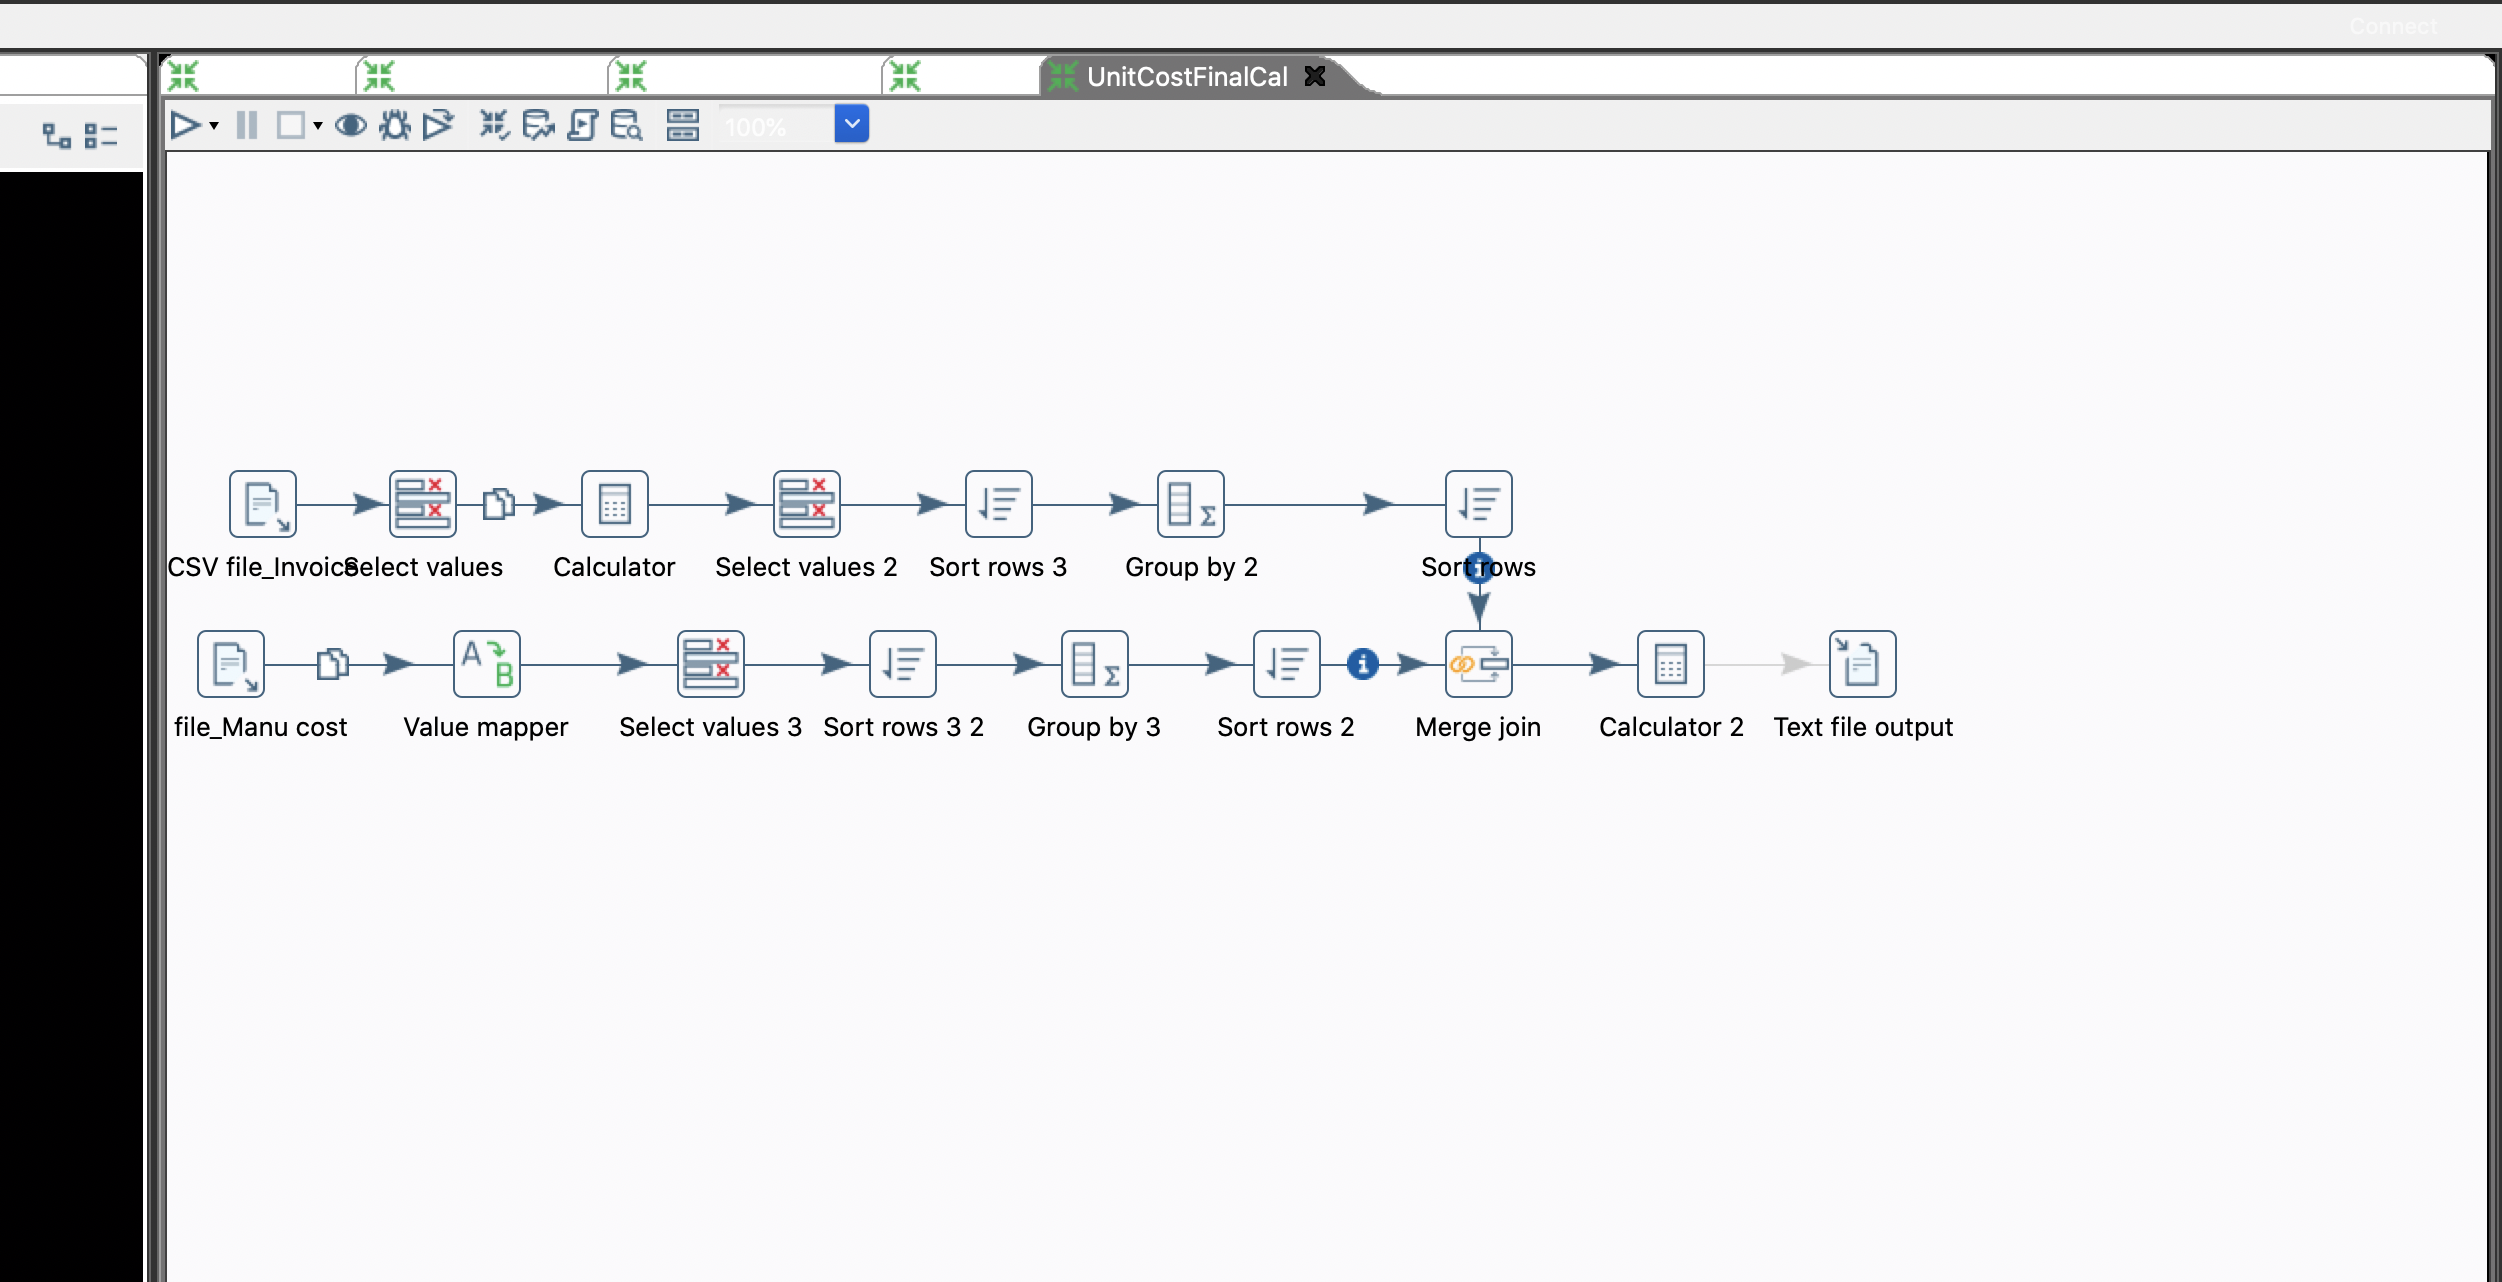 Connect
UnitCostFinalCal
100%
CSV file_Invoice
Select values
Calculator
Select values 2
Sort rows 3
Group by 2
Sort rows
file_Manu cost
Value mapper
Select values 3
Sort rows 3 2
Group by 3
Sort rows 2
Merge join
Calculator 2
Text file output